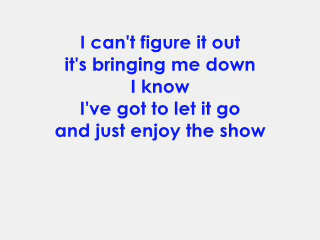 I can't figure it out
it's bringing me down
I know
I've got to let it go
and just enjoy the show